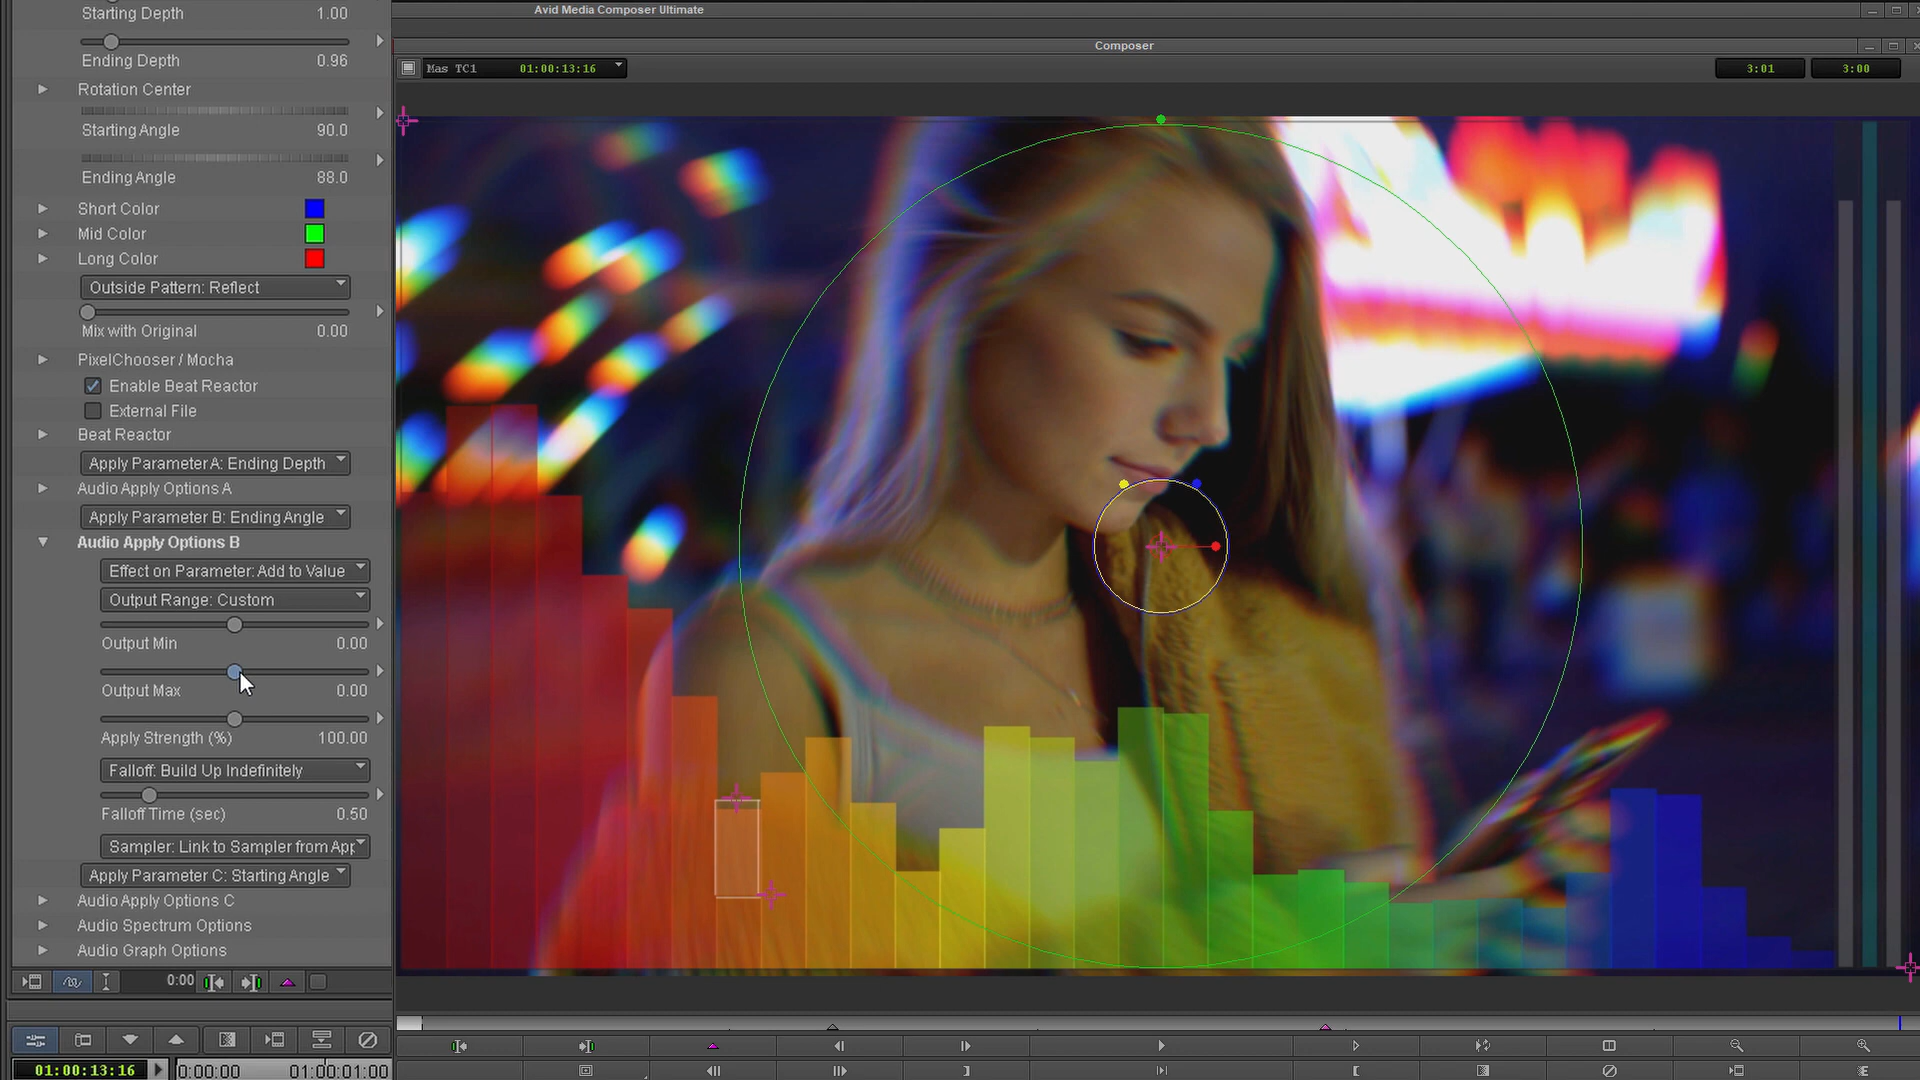 Avid Media Composer Ultimate
Composer
Mas TC1 01:00:13:16
3:01
3:00
Starting Depth 1.00
Ending Depth 0.96
Rotation Center
Starting Angle 90.0
Ending Angle 88.0
Short Color
Mid Color
Long Color
Outside Pattern: Reflect
Mix with Original 0.00
PixelChooser / Mocha
Enable Beat Reactor
External File
Beat Reactor
Apply Parameter A: Ending Depth
Audio Apply Options A
Apply Parameter B: Ending Angle
Audio Apply Options B
Effect on Parameter: Add to Value
Output Range: Custom
Output Min 0.00
Output Max 0.00
Apply Strength (%) 100.00
Falloff: Build Up Indefinitely
Falloff Time (sec) 0.50
Sampler: Link to Sampler from App
Apply Parameter C: Starting Angle
Audio Apply Options C
Audio Spectrum Options
Audio Graph Options
0:00
01:00:13:16
0:00:00 01:00:01:00